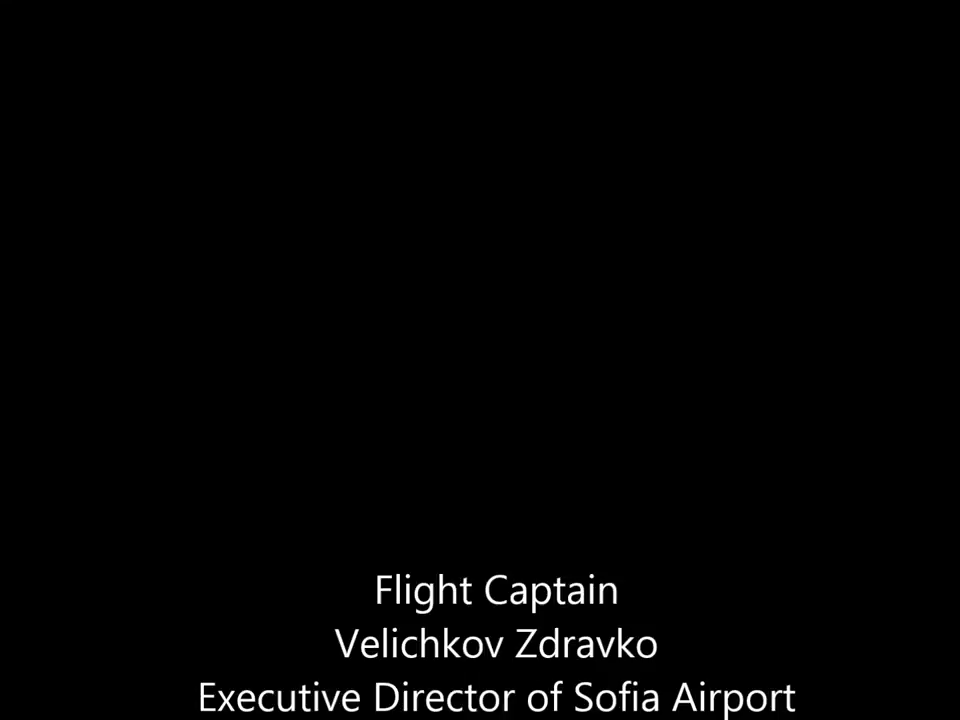 Flight Captain
Velichkov Zdravko
Executive Director of Sofia Airport